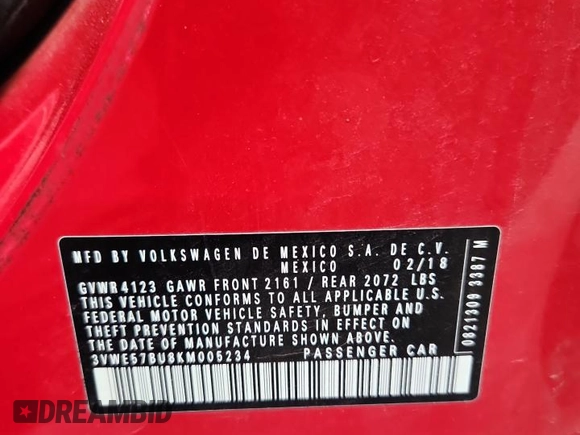 MFD BY VOLKSWAGEN DE MEXICO S.A. DE C.V.
MEXICO 02/18
GVWR 4123 GAWR FRONT 2161 / REAR 2072 LBS
THIS VEHICLE CONFORMS TO ALL APPLICABLE U.S.
FEDERAL MOTOR VEHICLE SAFETY, BUMPER AND
THEFT PREVENTION STANDARDS IN EFFECT ON
THE DATE OF MANUFACTURE SHOWN ABOVE.
3VWE57BU8KM005234 PASSENGER CAR
0821309 3987 M
DREAMBID